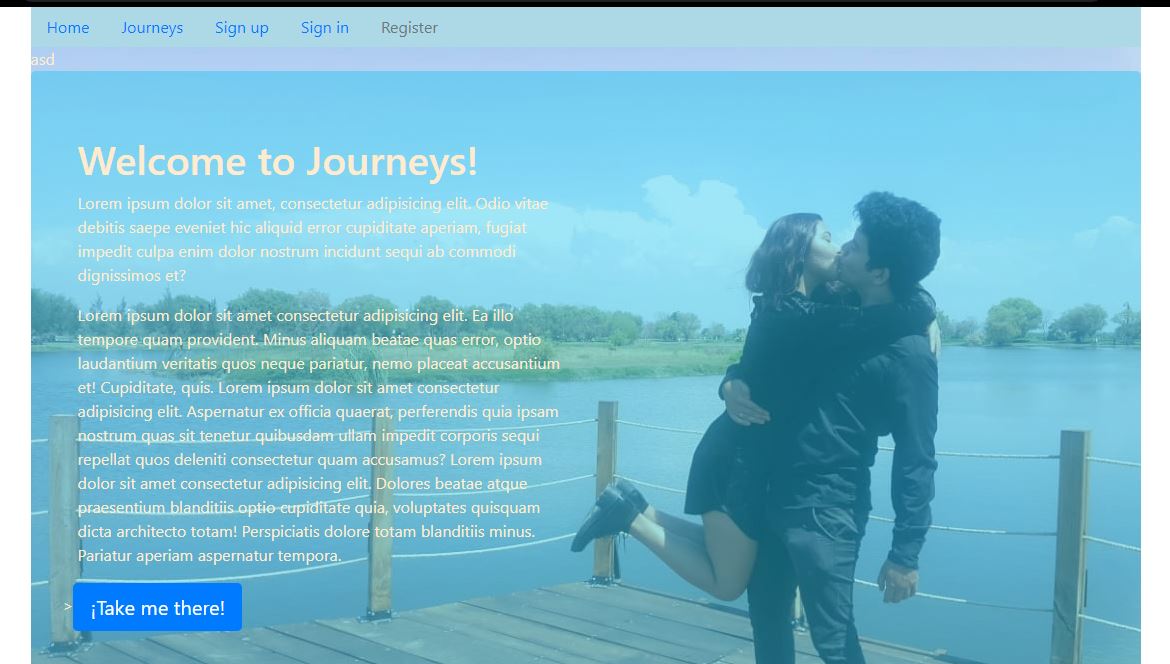 Home Journeys Sign up Sign in Register
asd
Welcome to Journeys!
Lorem ipsum dolor sit amet, consectetur adipisicing elit. Odio vitae
debitis saepe eveniet hic aliquid error cupiditate aperiam, fugiat
impedit culpa enim dolor nostrum incidunt sequi ab commodi
dignissimos et?
Lorem ipsum dolor sit amet consectetur adipisicing elit. Ea illo
tempore quam provident. Minus aliquam beatae quas error, optio
laudantium veritatis quos neque pariatur, nemo placeat accusantium
et! Cupiditate, quis. Lorem ipsum dolor sit amet consectetur
adipisicing elit. Aspernatur ex officia quaerat, perferendis quia ipsam
nostrum quas sit tenetur quibusdam ullam impedit corporis sequi
repellat quos deleniti consectetur quam accusamus? Lorem ipsum
dolor sit amet consectetur adipisicing elit. Dolores beatae atque
praesentium blanditiis optio cupiditate quia, voluptates quisquam
dicta architecto totam! Perspiciatis dolore totam blanditiis minus.
Pariatur aperiam aspernatur tempora.
> ¡Take me there!